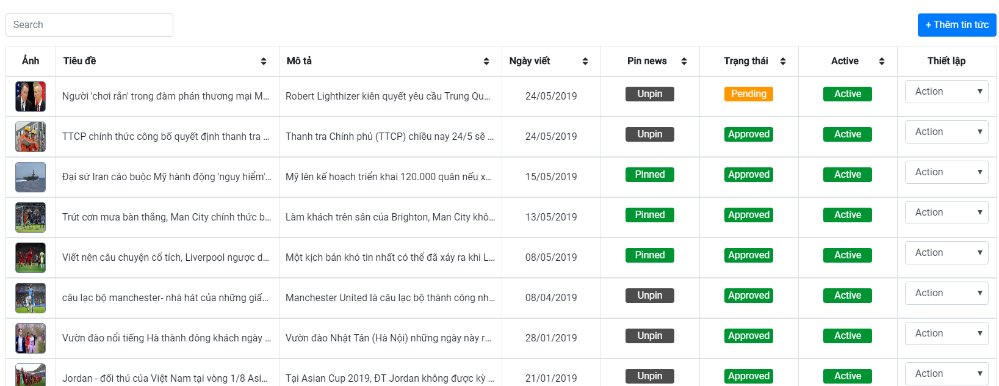 Search
+ Thêm tin tức
Ảnh Tiêu đề Mô tả Ngày viết Pin news Trạng thái Active Thiết lập
Người 'chơi rắn' trong đàm phán thương mại M... Robert Lighthizer kiên quyết yêu cầu Trung Qu... 24/05/2019 Unpin Pending Active Action
TTCP chính thức công bố quyết định thanh tra ... Thanh tra Chính phủ (TTCP) chiều nay 24/5 sẽ ... 24/05/2019 Unpin Approved Active Action
Đại sứ Iran cáo buộc Mỹ hành động 'nguy hiểm'... Mỹ lên kế hoạch triển khai 120.000 quân nếu x... 15/05/2019 Pinned Approved Active Action
Trút cơn mưa bàn thắng, Man City chính thức b... Làm khách trên sân của Brighton, Man City khô... 13/05/2019 Pinned Approved Active Action
Viết nên câu chuyện cổ tích, Liverpool ngược d... Một kịch bản khó tin nhất có thể đã xảy ra khi L... 08/05/2019 Pinned Approved Active Action
câu lạc bộ manchester- nhà hát của những giấ... Manchester United là câu lạc bộ thành công nh... 08/04/2019 Unpin Approved Active Action
Vườn đào nổi tiếng Hà thành đông khách ngày ... Vườn đào Nhật Tân (Hà Nội) những ngày này r... 28/01/2019 Unpin Approved Active Action
Jordan - đối thủ của Việt Nam tại vòng 1/8 Asi... Tại Asian Cup 2019, ĐT Jordan không được kỳ ... 21/01/2019 Unpin Approved Active Action